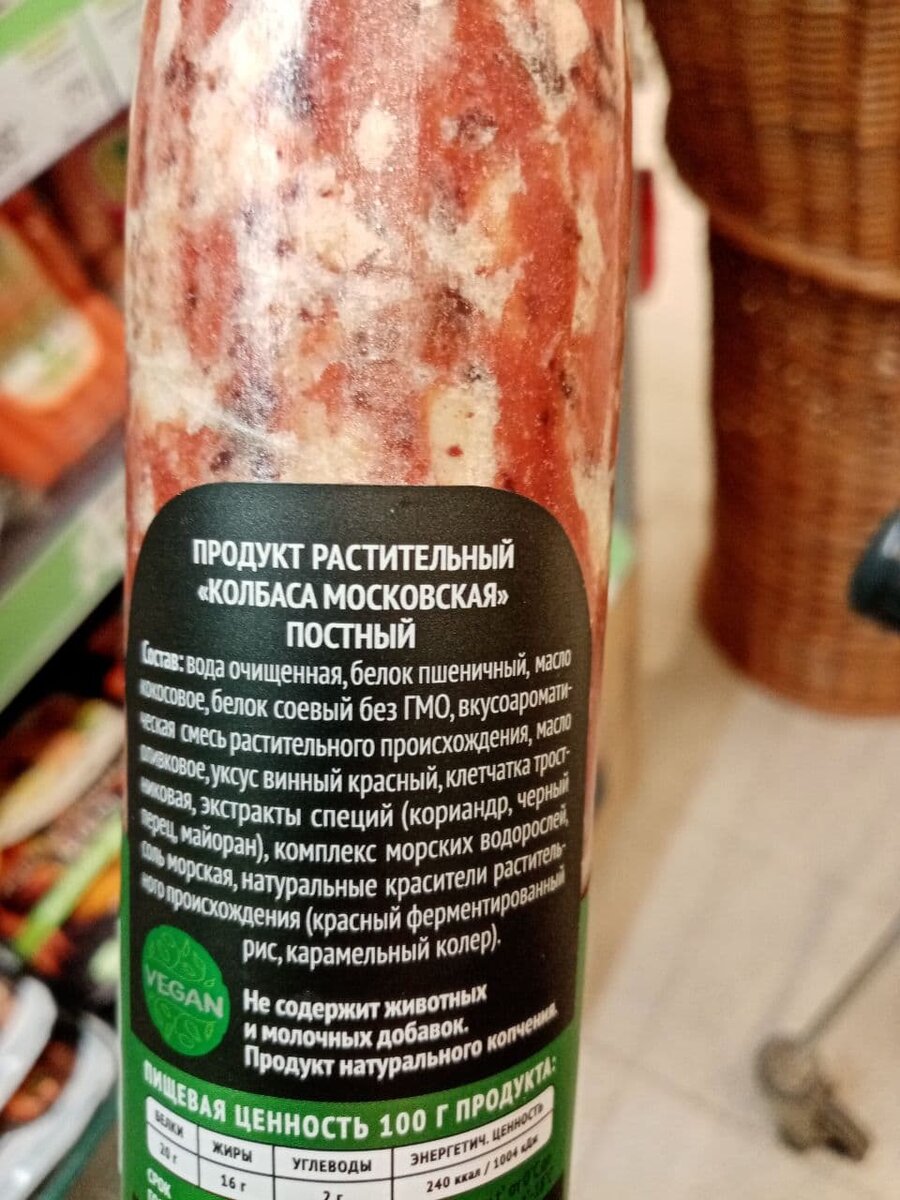 ПРОДУКТ РАСТИТЕЛЬНЫЙ
«КОЛБАСА МОСКОВСКАЯ»
ПОСТНЫЙ
Состав: вода очищенная, белок пшеничный, масло
кокосовое, белок соевый без ГМО, вкусоаромати-
ческая смесь растительного происхождения, масло
оливковое, уксус винный красный, клетчатка трост-
никовая, экстракты специй (кориандр, черный
перец, майоран), комплекс морских водорослей,
соль морская, натуральные красители раститель-
ного происхождения (красный ферментированный
рис, карамельный колер).
VEGAN
Не содержит животных
и молочных добавок.
Продукт натурального копчения.
ПИЩЕВАЯ ЦЕННОСТЬ 100 Г ПРОДУКТА:
БЕЛКИ ЖИРЫ УГЛЕВОДЫ ЭНЕРГЕТИЧ. ЦЕННОСТЬ
20 г 16 г 2 г 240 ккал / 1004 кДж
СРОК